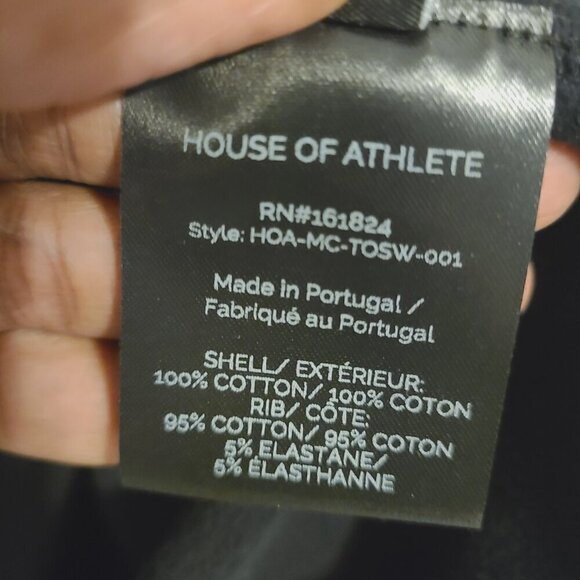 HOUSE OF ATHLETE
RN#161824
Style: HOA-MC-TOSW-001
Made in Portugal /
Fabriqué au Portugal
SHELL/ EXTÉRIEUR:
100% COTTON/ 100% COTON
RIB/ CÔTE:
95% COTTON/ 95% COTON
5% ELASTANE/
5% ÉLASTHANNE